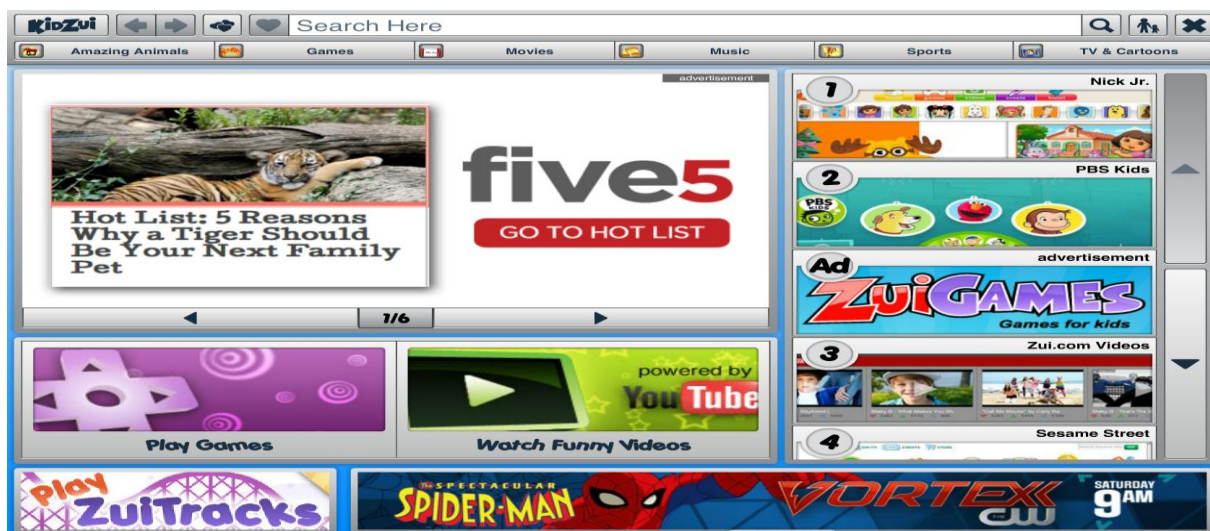 KIDZUI
Search Here
Amazing Animals
Games
Movies
Music
Sports
TV & Cartoons
advertisement
Hot List: 5 Reasons
Why a Tiger Should
Be Your Next Family
Pet
five5
GO TO HOT LIST
1/6
Play Games
powered by
YouTube
Watch Funny Videos
1
Nick Jr.
2
PBS Kids
PBS
KIDS
Ad
advertisement
ZUIGAMES
Games for kids
3
Zui.com Videos
4
Sesame Street
Play
ZuiTracks
The SPECTACULAR
SPIDER-MAN
VORTEXX
THE CW
SATURDAY
9AM